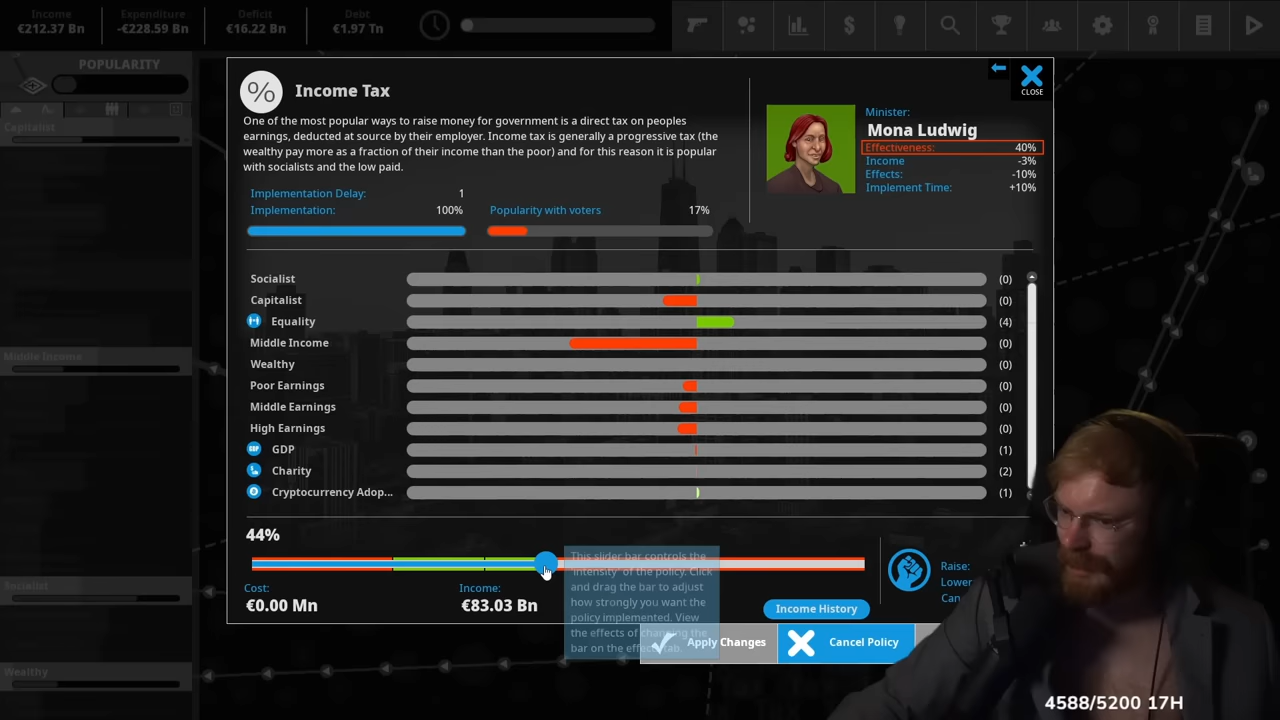 Income
Expenditure
Deficit
Debt
€212.37 Bn
-€228.59 Bn
€16.22 Bn
€1.97 Tn
POPULARITY
Capitalist
Middle Income
Socialist
Wealthy
Income Tax
One of the most popular ways to raise money for government is a direct tax on peoples
earnings, deducted at source by their employer. Income tax is generally a progressive tax (the
wealthy pay more as a fraction of their income than the poor) and for this reason it is popular
with socialists and the low paid.
Implementation Delay: 1
Implementation: 100%
Popularity with voters 17%
CLOSE
Minister:
Mona Ludwig
Effectiveness: 40%
Income -3%
Effects: -10%
Implement Time: +10%
Socialist (0)
Capitalist (0)
Equality (4)
Middle Income (0)
Wealthy (0)
Poor Earnings (0)
Middle Earnings (0)
High Earnings (0)
GDP (1)
Charity (2)
Cryptocurrency Adop... (1)
44%
Cost:
€0.00 Mn
Income:
€83.03 Bn
This slider bar controls the
'intensity' of the policy. Click
and drag the bar to adjust
how strongly you want the
policy implemented. View
the effects of changing the
bar on the effects tab.
Income History
Raise:
Lower
Can
Apply Changes
Cancel Policy
4588/5200 17H